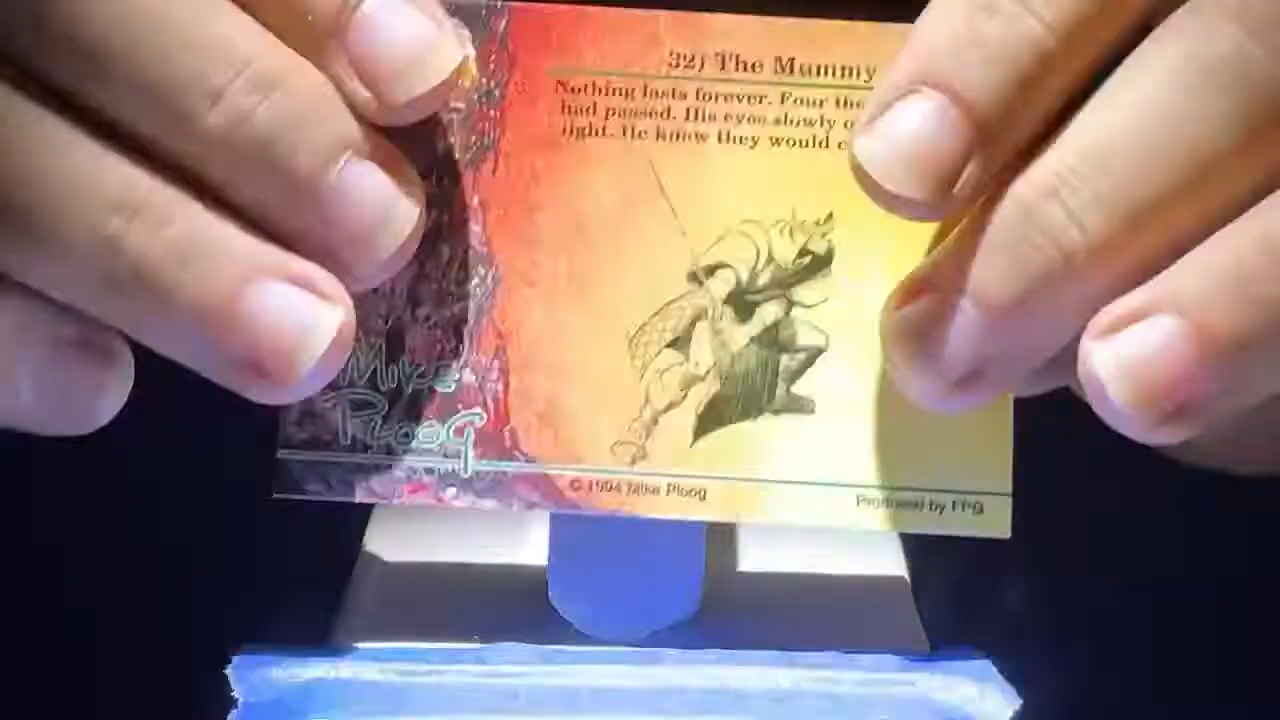 32) The Mummy
Nothing lasts forever. Four the
had passed. His eyes slowly o
light. He knew they would c
Mike
Ploog
© 1994 Mike Ploog
Produced by FPG